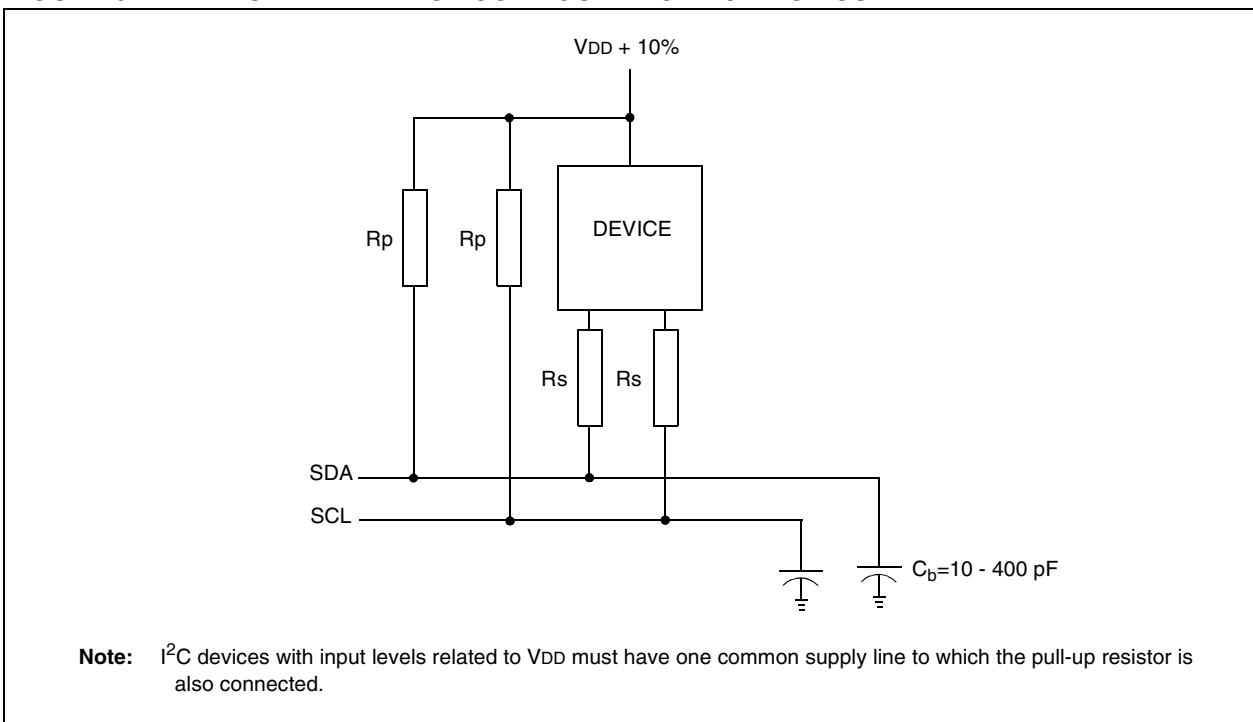 VDD + 10%
Rp
Rp
DEVICE
Rs
Rs
SDA
SCL
Cb=10 - 400 pF
Note: I2C devices with input levels related to VDD must have one common supply line to which the pull-up resistor is
also connected.